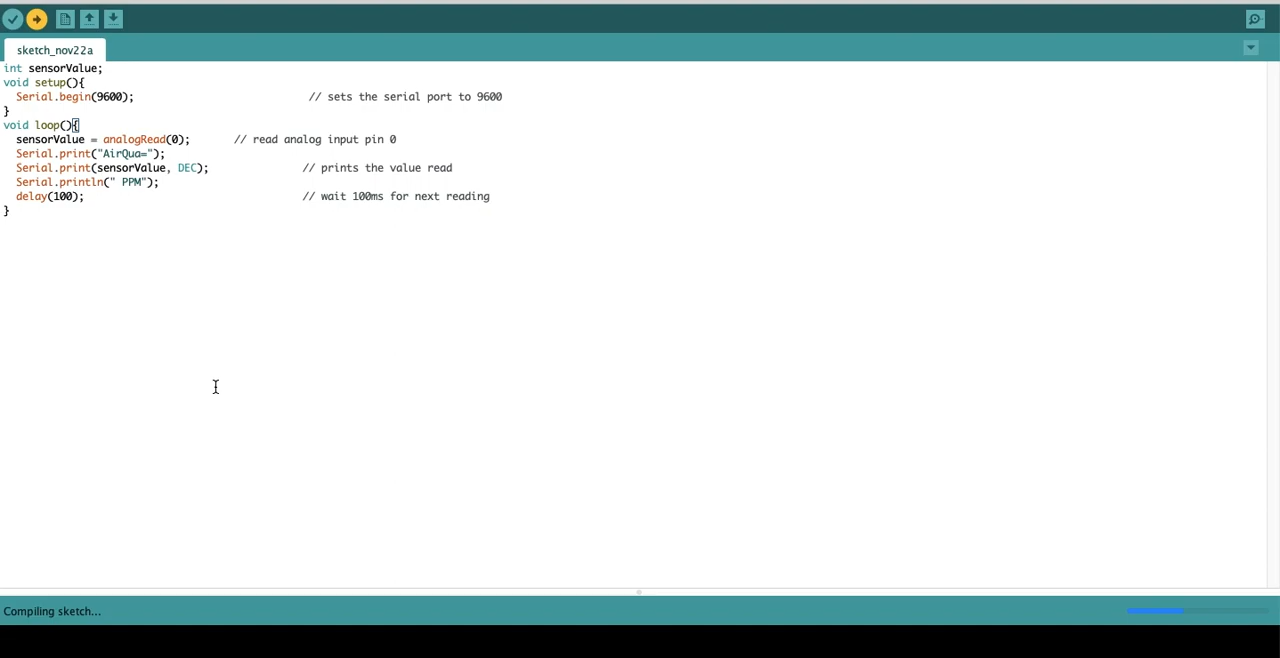 sketch_nov22a
int sensorValue;
void setup(){
  Serial.begin(9600);                            // sets the serial port to 9600
}
void loop(){
  sensorValue = analogRead(0);       // read analog input pin 0
  Serial.print("AirQua=");
  Serial.print(sensorValue, DEC);               // prints the value read
  Serial.println(" PPM");
  delay(100);                                   // wait 100ms for next reading
}
Compiling sketch...